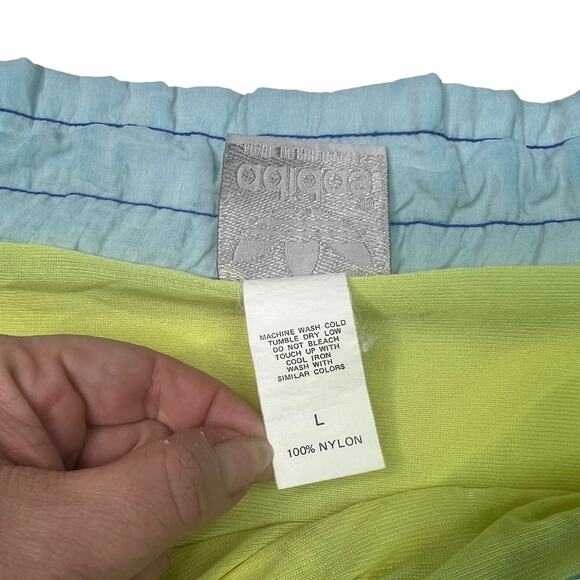 adidas
MACHINE WASH COLD
TUMBLE DRY LOW
DO NOT BLEACH
TOUCH UP WITH
COOL IRON
WASH WITH
SIMILAR COLORS
L
100% NYLON